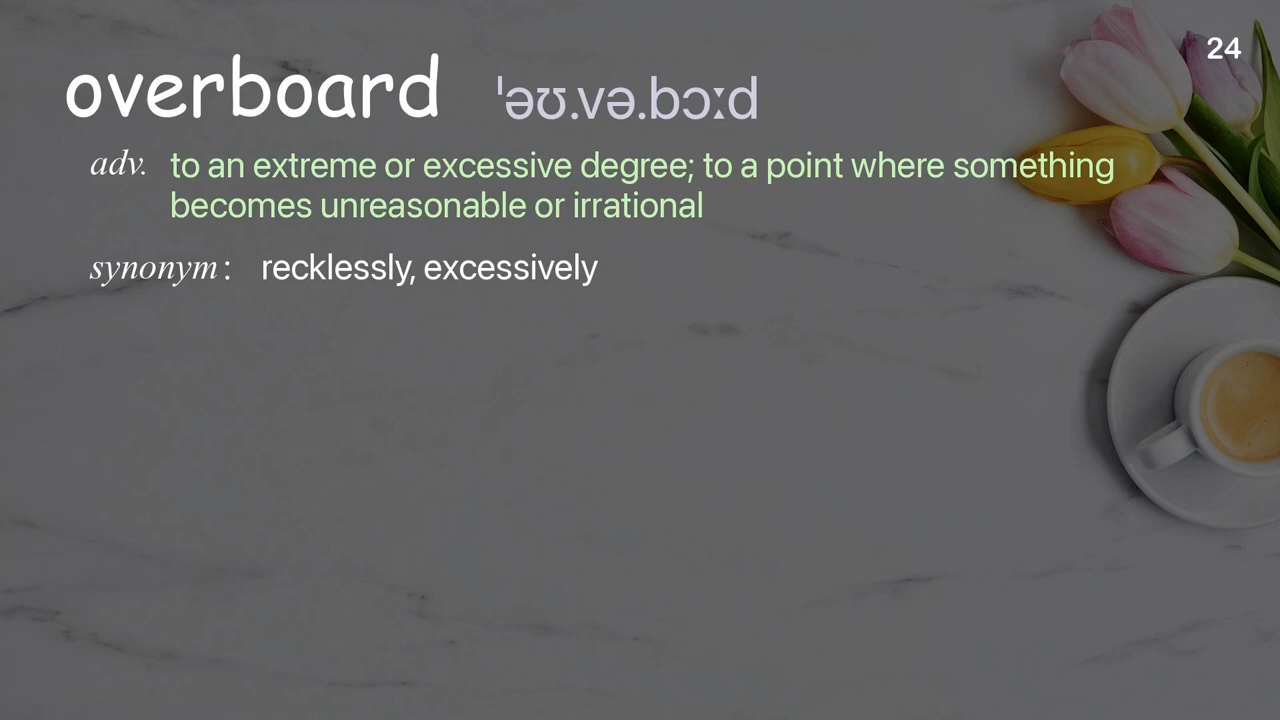 24
overboard ˈəʊ.və.bɔːd
adv. to an extreme or excessive degree; to a point where something
becomes unreasonable or irrational
synonym : recklessly, excessively